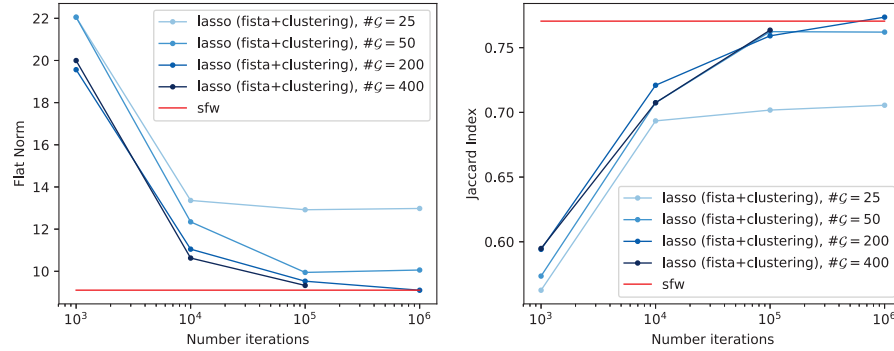 22
20
18
16
14
12
10
Flat Norm
lasso (fista+clustering), #𝒢 = 25
lasso (fista+clustering), #𝒢 = 50
lasso (fista+clustering), #𝒢 = 200
lasso (fista+clustering), #𝒢 = 400
sfw
10³ 10⁴ 10⁵ 10⁶
Number iterations
0.75
0.70
0.65
0.60
Jaccard Index
lasso (fista+clustering), #𝒢 = 25
lasso (fista+clustering), #𝒢 = 50
lasso (fista+clustering), #𝒢 = 200
lasso (fista+clustering), #𝒢 = 400
sfw
10³ 10⁴ 10⁵ 10⁶
Number iterations